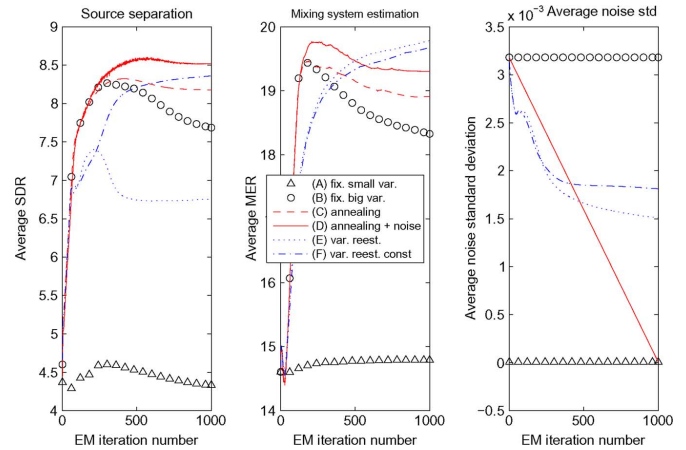 Source separation
9
8.5
8
7.5
7
6.5
6
5.5
5
4.5
4
Average SDR
0
500
1000
EM iteration number
Mixing system estimation
20
19
18
17
16
15
14
Average MER
(A) fix. small var.
(B) fix. big var.
(C) annealing
(D) annealing + noise
(E) var. reest.
(F) var. reest. const
0
500
1000
EM iteration number
x 10⁻³ Average noise std
3.5
3
2.5
2
1.5
1
0.5
0
−0.5
Average noise standard deviation
0
500
1000
EM iteration number